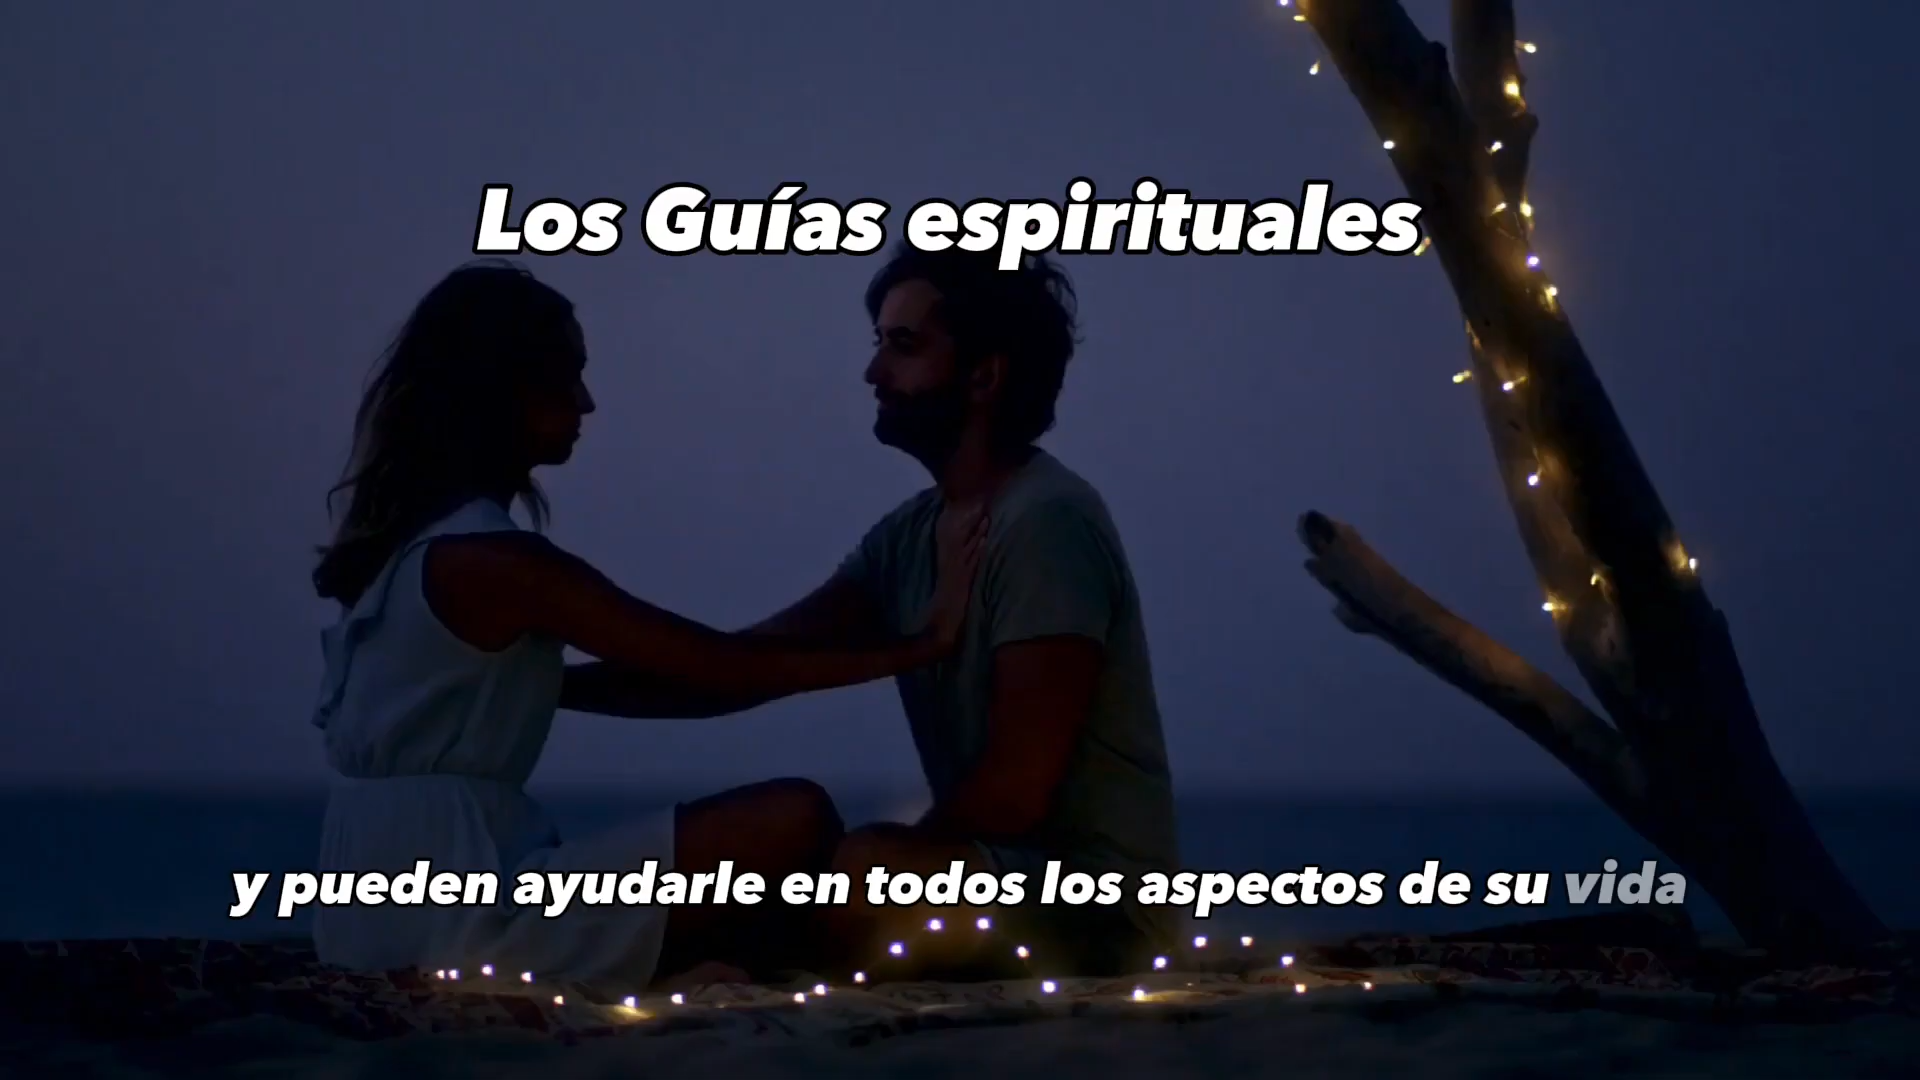 Los Guías espirituales
y pueden ayudarle en todos los aspectos de su vida